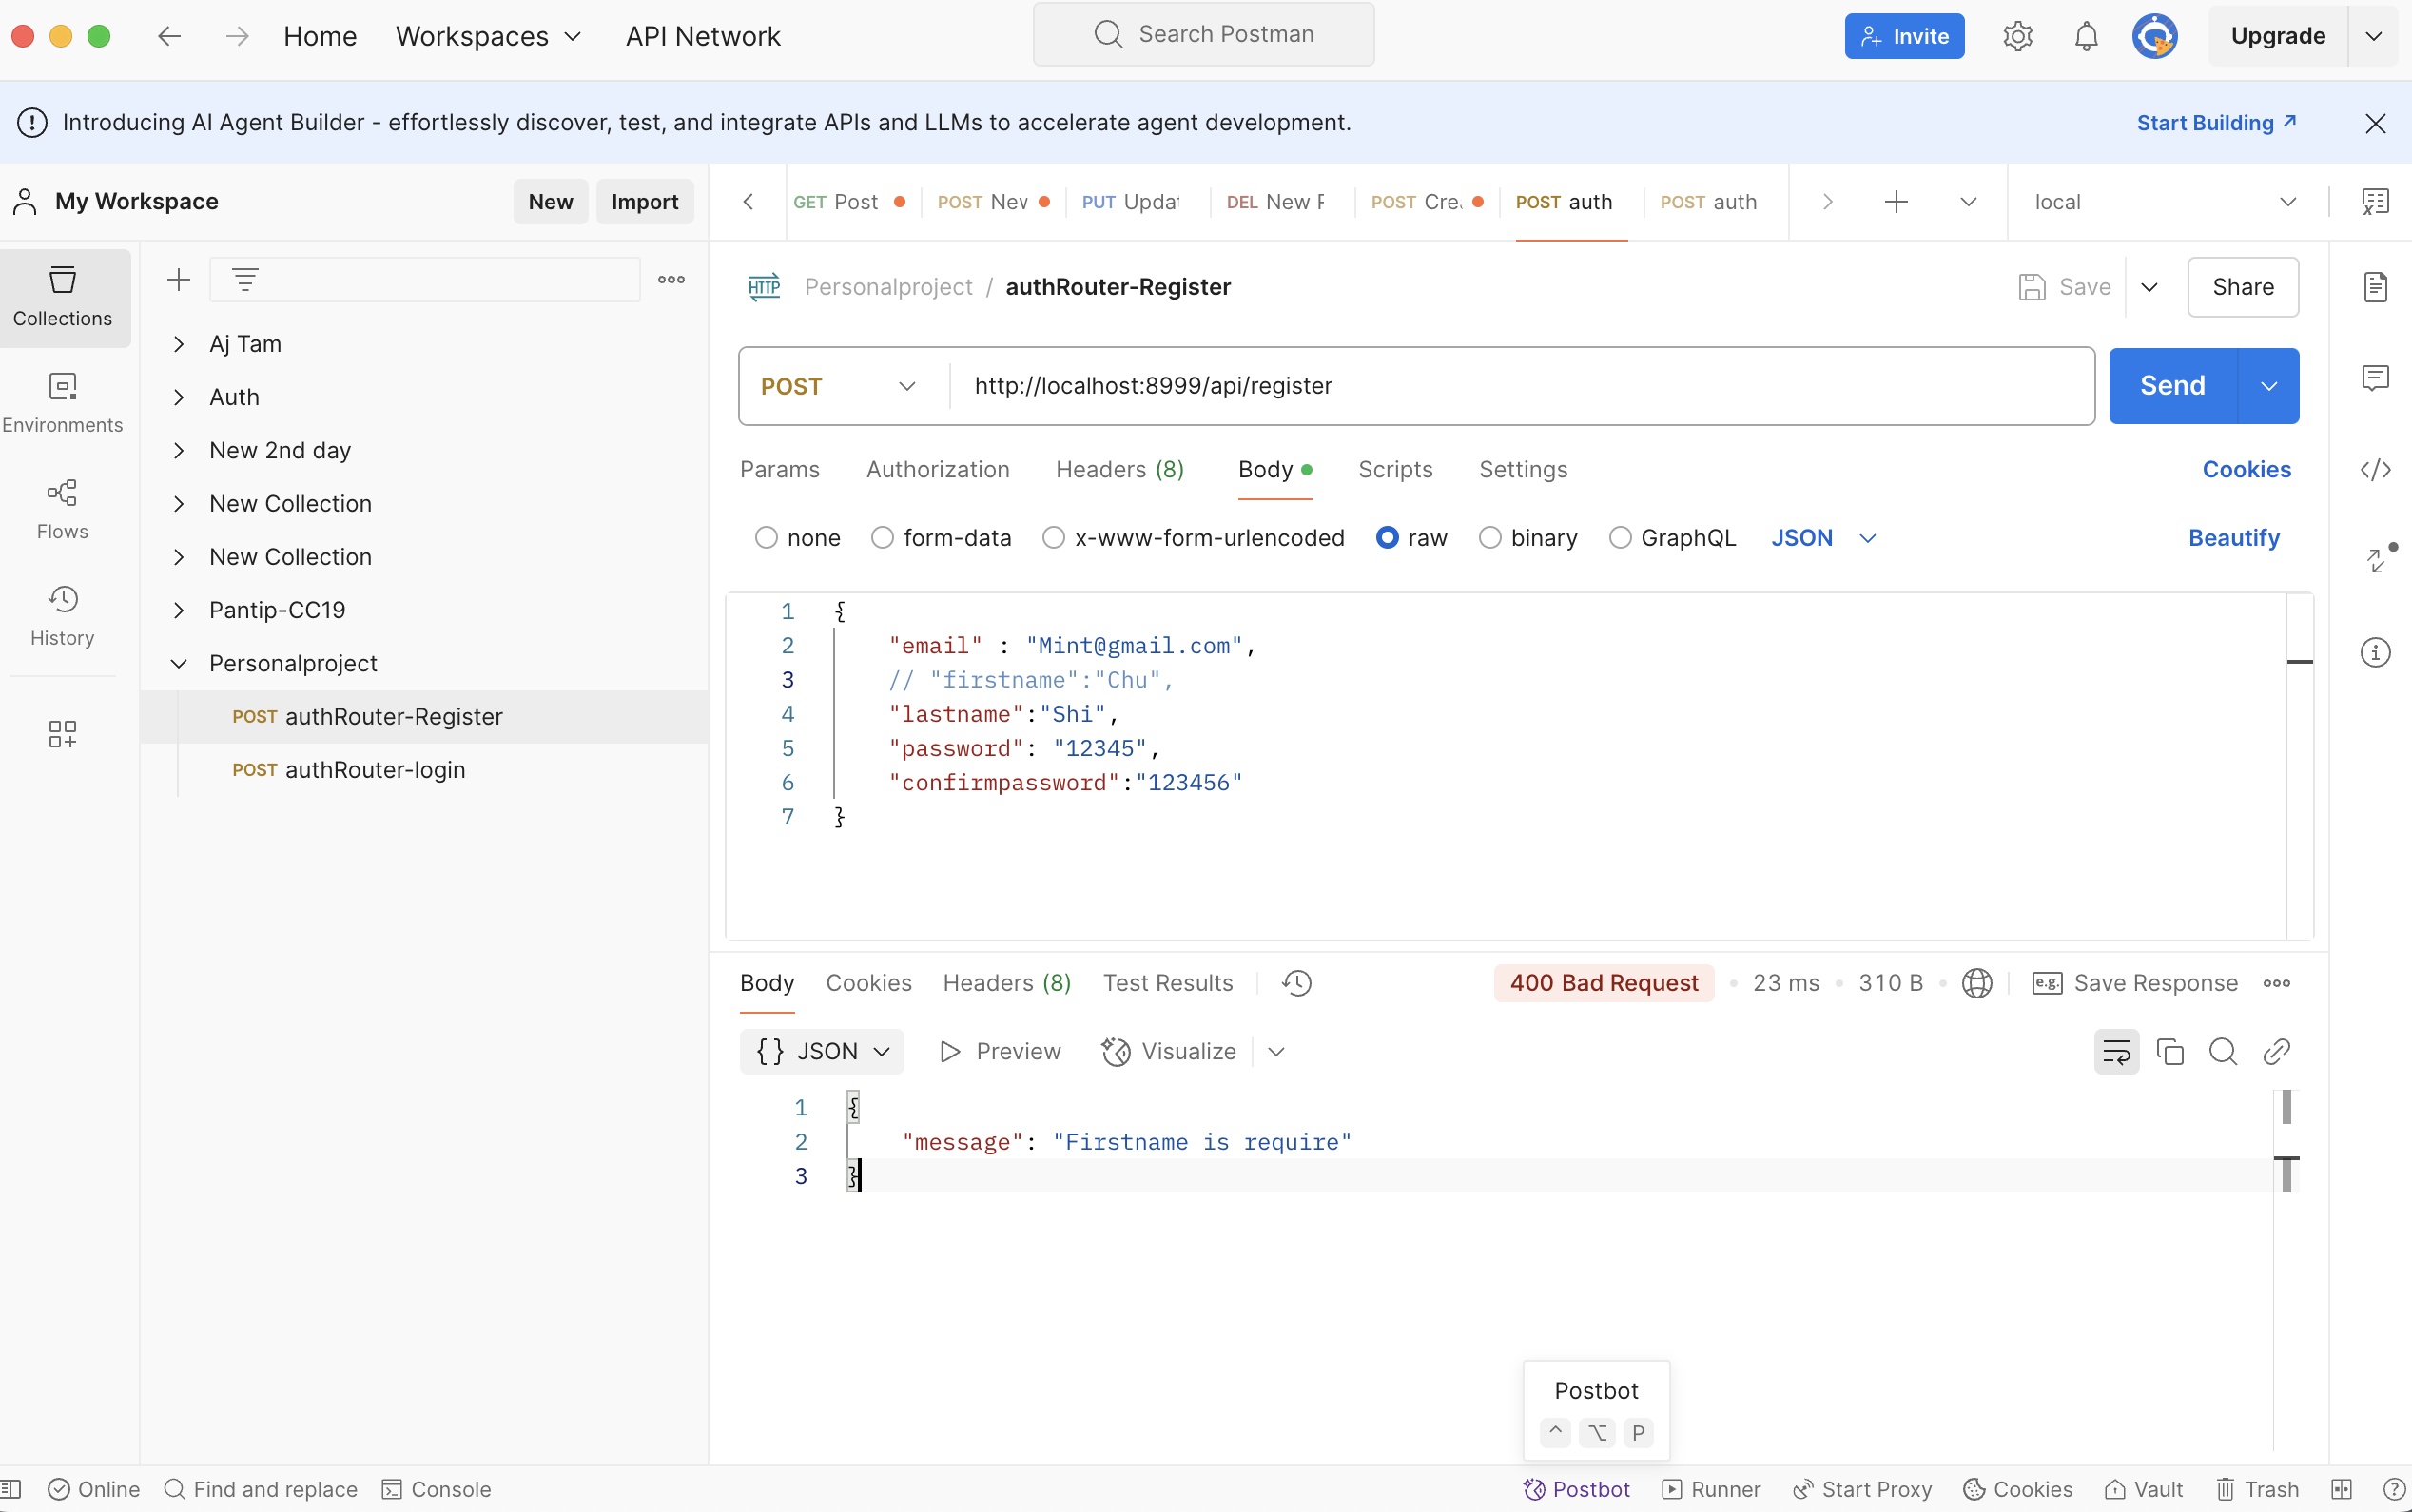 Home Workspaces API Network Search Postman Invite Upgrade
Introducing AI Agent Builder - effortlessly discover, test, and integrate APIs and LLMs to accelerate agent development. Start Building
My Workspace New Import
GET Post POST Nev PUT Updat DEL New F POST Cre POST auth POST auth local
Collections
Environments
Flows
History
Aj Tam
Auth
New 2nd day
New Collection
New Collection
Pantip-CC19
Personalproject
POST authRouter-Register
POST authRouter-login
HTTP Personalproject / authRouter-Register Save Share
POST http://localhost:8999/api/register Send
Params Authorization Headers (8) Body Scripts Settings Cookies
none form-data x-www-form-urlencoded raw binary GraphQL JSON Beautify
1 {
2 "email" : "Mint@gmail.com",
3 // "firstname":"Chu",
4 "lastname":"Shi",
5 "password": "12345",
6 "confirmpassword":"123456"
7 }
Body Cookies Headers (8) Test Results 400 Bad Request • 23 ms • 310 B • e.g. Save Response
{} JSON Preview Visualize
1 {
2 "message": "Firstname is require"
3 }
Postbot
^ ⌥ P
Online Find and replace Console Postbot Runner Start Proxy Cookies Vault Trash